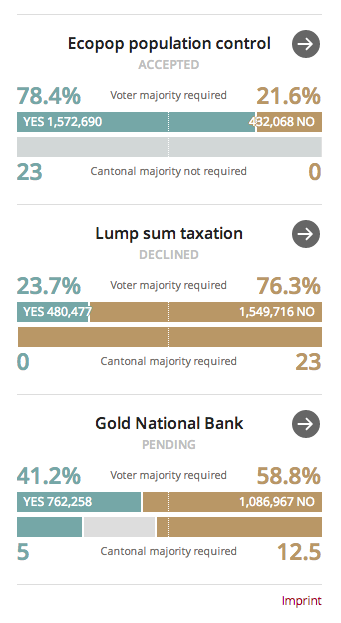 Ecopop population control
ACCEPTED
78.4% Voter majority required 21.6%
YES 1,572,690 432,068 NO
23 Cantonal majority not required 0
Lump sum taxation
DECLINED
23.7% Voter majority required 76.3%
YES 480,477 1,549,716 NO
0 Cantonal majority required 23
Gold National Bank
PENDING
41.2% Voter majority required 58.8%
YES 762,258 1,086,967 NO
5 Cantonal majority required 12.5
Imprint